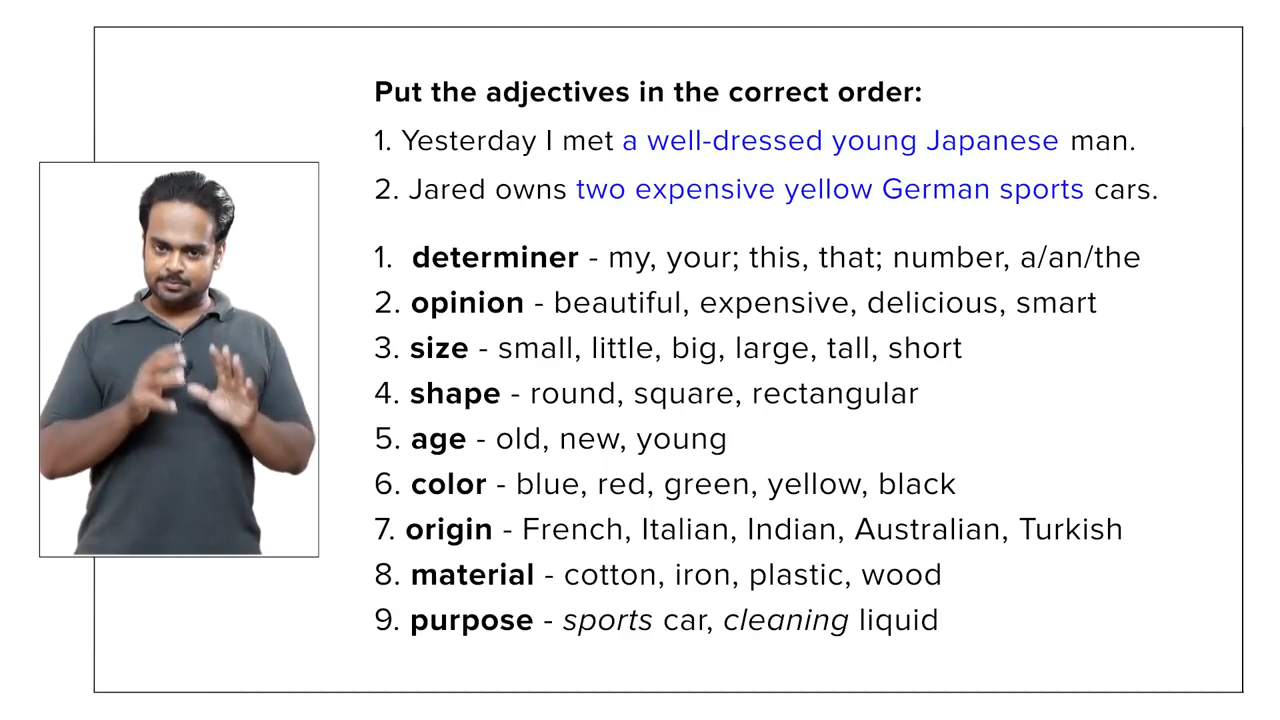 Put the adjectives in the correct order:
1. Yesterday I met a well-dressed young Japanese man.
2. Jared owns two expensive yellow German sports cars.
1. determiner - my, your; this, that; number, a/an/the
2. opinion - beautiful, expensive, delicious, smart
3. size - small, little, big, large, tall, short
4. shape - round, square, rectangular
5. age - old, new, young
6. color - blue, red, green, yellow, black
7. origin - French, Italian, Indian, Australian, Turkish
8. material - cotton, iron, plastic, wood
9. purpose - sports car, cleaning liquid